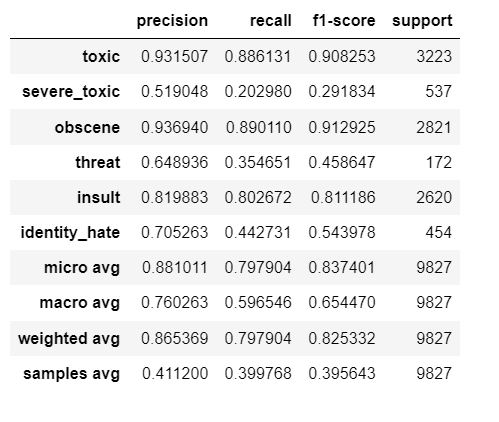 precision recall f1-score support
toxic 0.931507 0.886131 0.908253 3223
severe_toxic 0.519048 0.202980 0.291834 537
obscene 0.936940 0.890110 0.912925 2821
threat 0.648936 0.354651 0.458647 172
insult 0.819883 0.802672 0.811186 2620
identity_hate 0.705263 0.442731 0.543978 454
micro avg 0.881011 0.797904 0.837401 9827
macro avg 0.760263 0.596546 0.654470 9827
weighted avg 0.865369 0.797904 0.825332 9827
samples avg 0.411200 0.399768 0.395643 9827